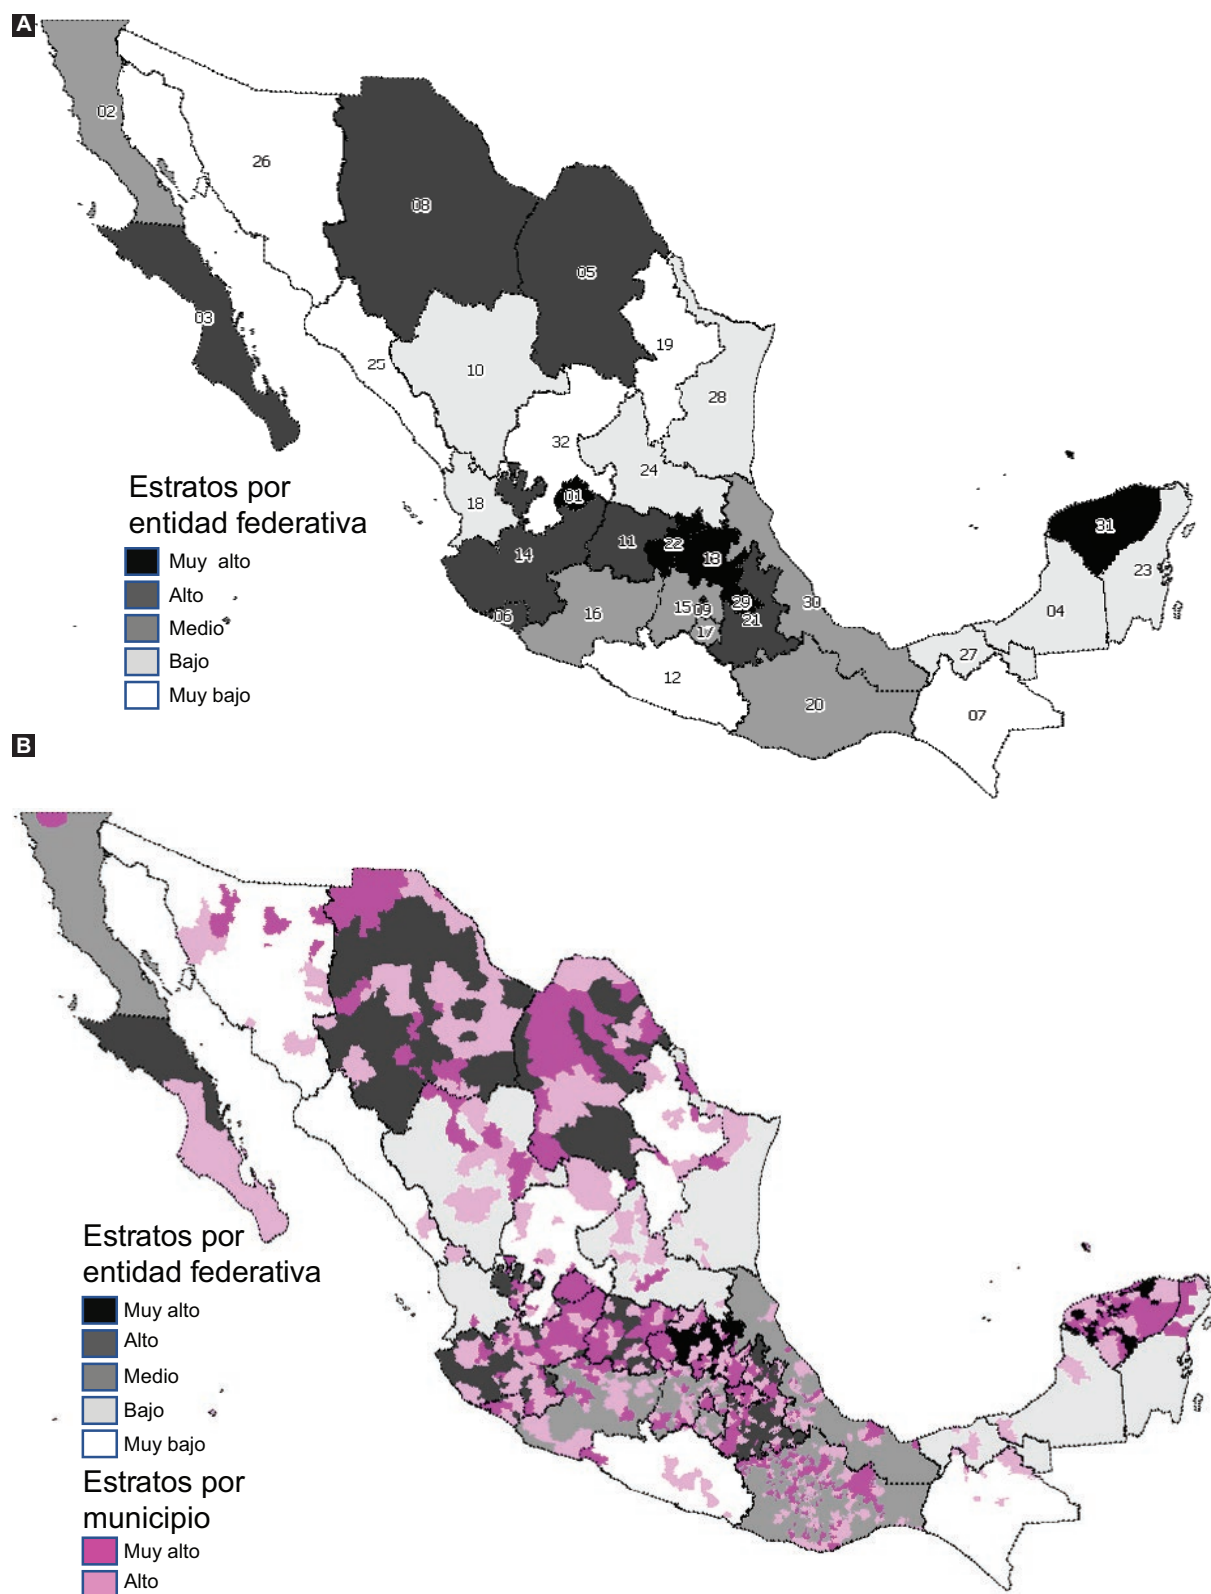 A
02
26
08
05
03
19
25
10
28
32
24
01
18
31
22
11
13
14
23
29
15
09
30
06
16
21
04
17
27
12
20
07
Estratos por
entidad federativa
Muy alto
Alto
Medio
Bajo
Muy bajo
B
Estratos por
entidad federativa
Muy alto
Alto
Medio
Bajo
Muy bajo
Estratos por
municipio
Muy alto
Alto